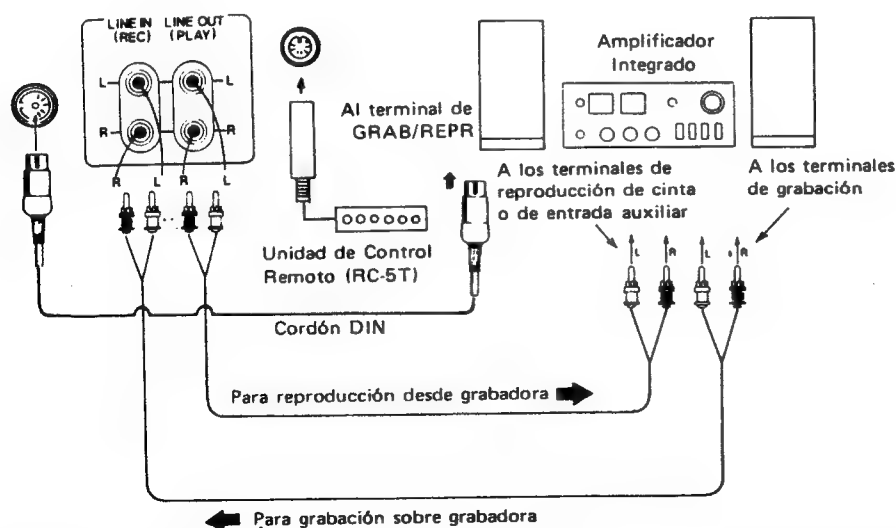 LINE IN LINE OUT
(REC) (PLAY)
L L
R R
R L R L
Al terminal de
GRAB/REPR
Unidad de Control
Remoto (RC-5T)
Cordón DIN
Amplificador
Integrado
A los terminales de
reproducción de cinta
o de entrada auxiliar
A los terminales
de grabación
L R L R
Para reproducción desde grabadora
Para grabación sobre grabadora